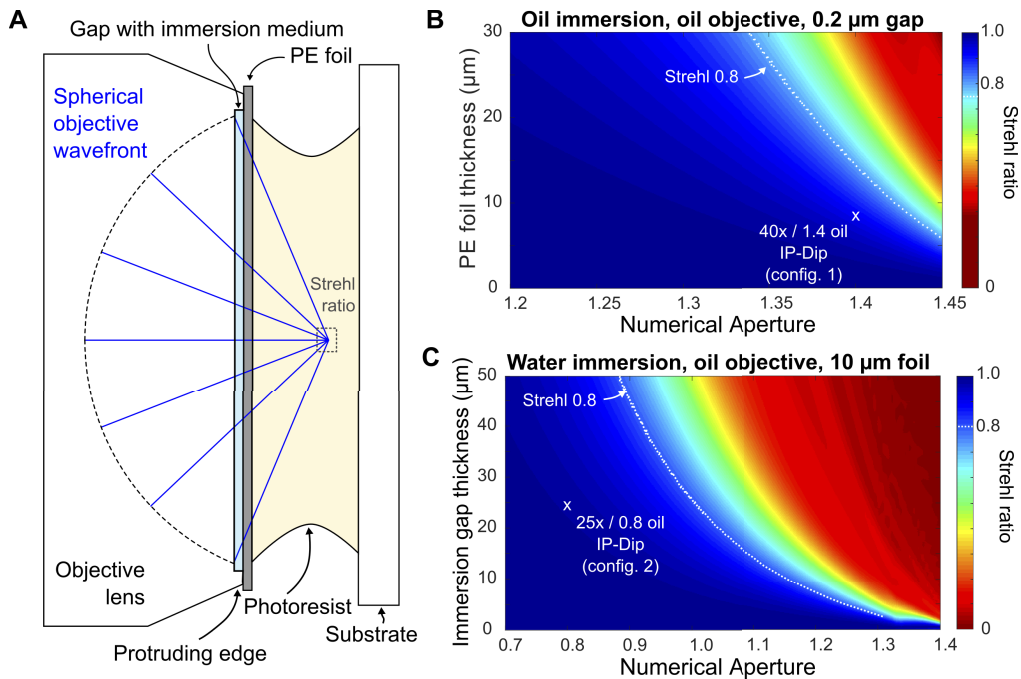 A
Gap with immersion medium
PE foil
Spherical
objective
wavefront
Strehl
ratio
Objective
lens
Photoresist
Substrate
Protruding edge
B
Oil immersion, oil objective, 0.2 µm gap
PE foil thickness (µm)
30
20
10
0
Strehl 0.8
x
40x / 1.4 oil
IP-Dip
(config. 1)
1.2
1.25
1.3
1.35
1.4
1.45
Numerical Aperture
1.0
0.8
0
Strehl ratio
C
Water immersion, oil objective, 10 µm foil
Immersion gap thickness (µm)
50
40
30
20
10
0
Strehl 0.8
x
25x / 0.8 oil
IP-Dip
(config. 2)
0.7
0.8
0.9
1.0
1.1
1.2
1.3
1.4
Numerical Aperture
1.0
0.8
0
Strehl ratio